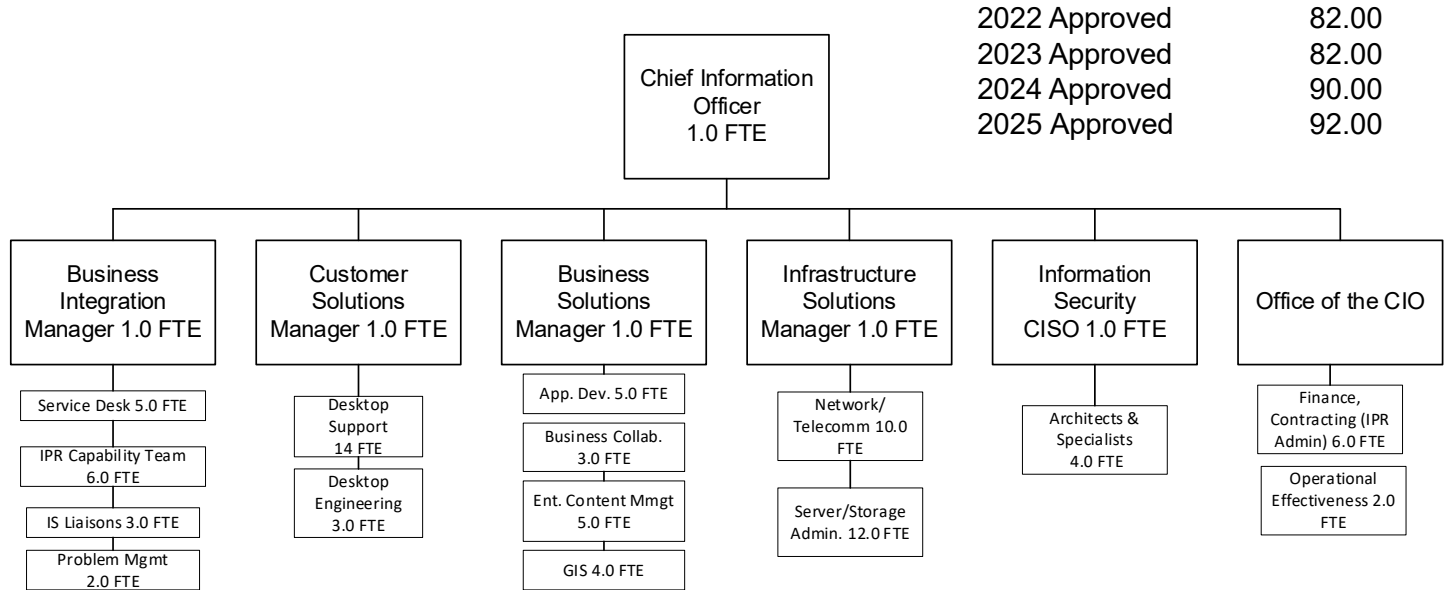 2022 Approved 82.00
2023 Approved 82.00
2024 Approved 90.00
2025 Approved 92.00
Chief Information
Officer
1.0 FTE
Business
Integration
Manager 1.0 FTE
Service Desk 5.0 FTE
IPR Capability Team
6.0 FTE
IS Liaisons 3.0 FTE
Problem Mgmt
2.0 FTE
Customer
Solutions
Manager 1.0 FTE
Desktop
Support
14 FTE
Desktop
Engineering
3.0 FTE
Business
Solutions
Manager 1.0 FTE
App. Dev. 5.0 FTE
Business Collab.
3.0 FTE
Ent. Content Mmgt
5.0 FTE
GIS 4.0 FTE
Infrastructure
Solutions
Manager 1.0 FTE
Network/
Telecomm 10.0
FTE
Server/Storage
Admin. 12.0 FTE
Information
Security
CISO 1.0 FTE
Architects &
Specialists
4.0 FTE
Office of the CIO
Finance,
Contracting (IPR
Admin) 6.0 FTE
Operational
Effectiveness 2.0
FTE